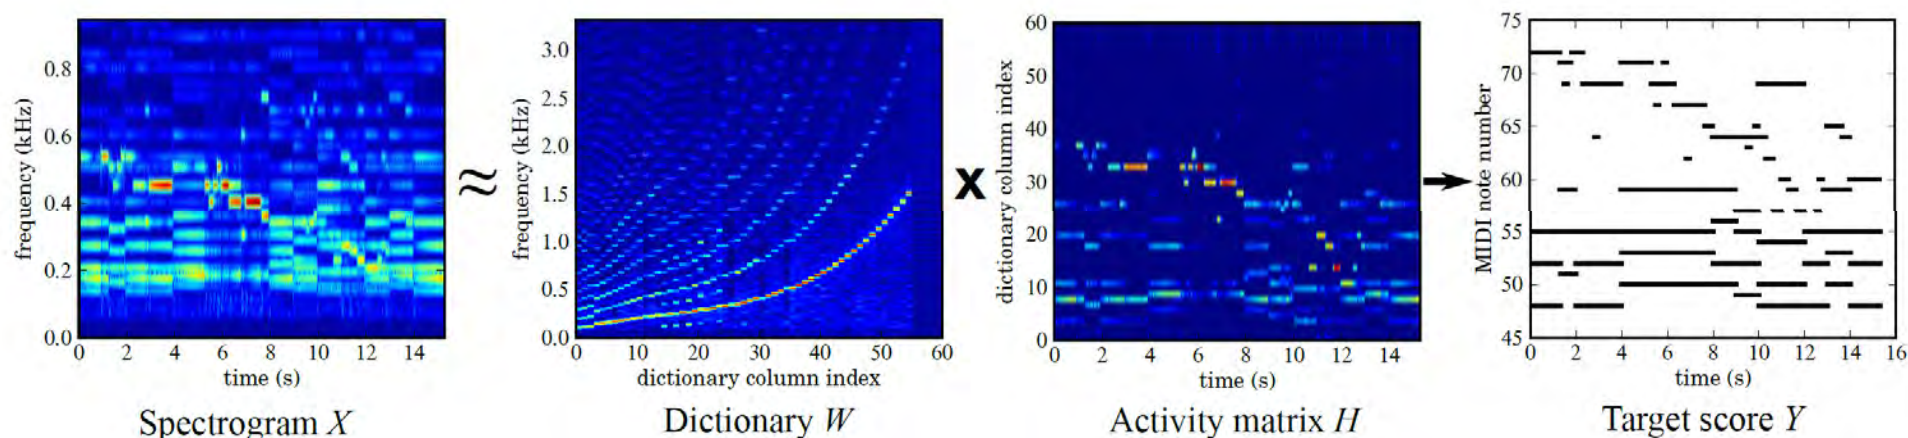 0.8
0.6
0.4
0.2
0.0
frequency (kHz)
0 2 4 6 8 10 12 14
time (s)
Spectrogram X
≈
3.0
2.5
2.0
1.5
1.0
0.5
0.0
frequency (kHz)
0 10 20 30 40 50 60
dictionary column index
Dictionary W
x
60
50
40
30
20
10
0
dictionary column index
0 2 4 6 8 10 12 14
time (s)
Activity matrix H
75
70
65
60
55
50
45
MIDI note number
0 2 4 6 8 10 12 14 16
time (s)
Target score Y